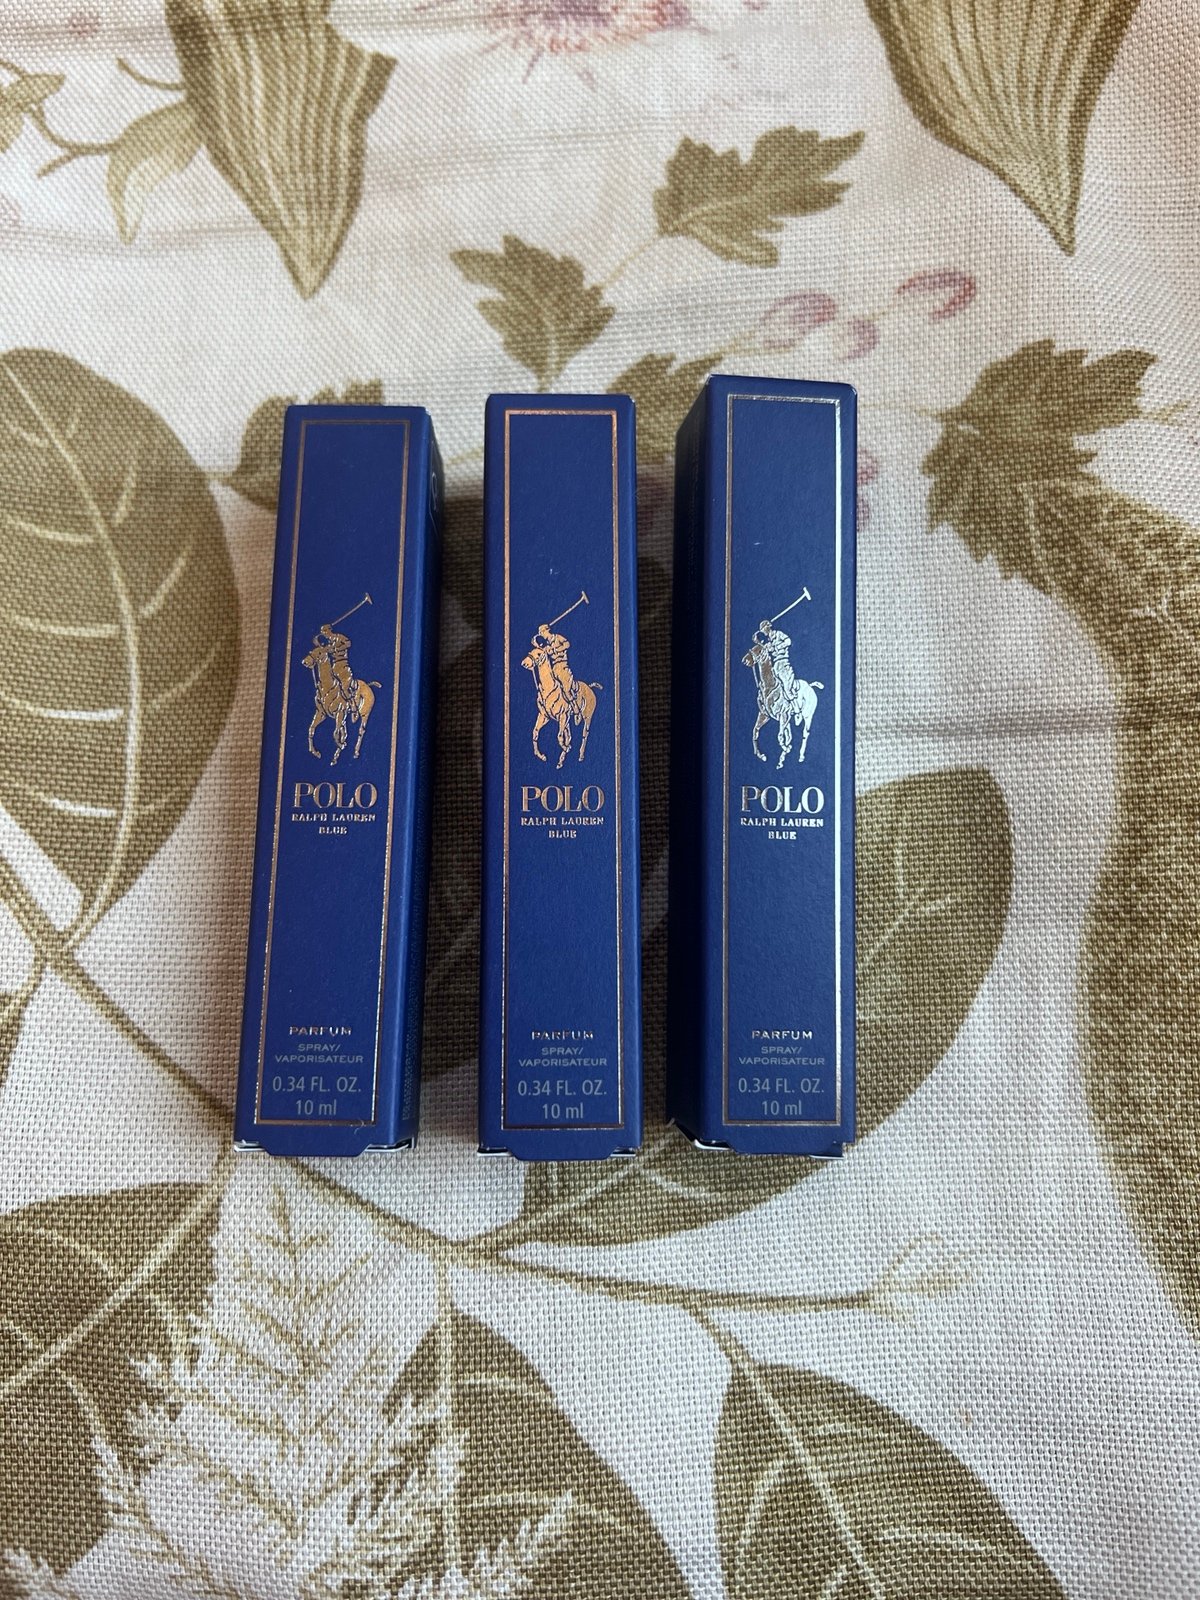 POLO
RALPH LAUREN
BLUE
PARFUM
SPRAY/
VAPORISATEUR
0.34 FL. OZ.
10 ml
POLO
RALPH LAUREN
BLUE
PARFUM
SPRAY/
VAPORISATEUR
0.34 FL. OZ.
10 ml
POLO
RALPH LAUREN
BLUE
PARFUM
SPRAY/
VAPORISATEUR
0.34 FL. OZ.
10 ml